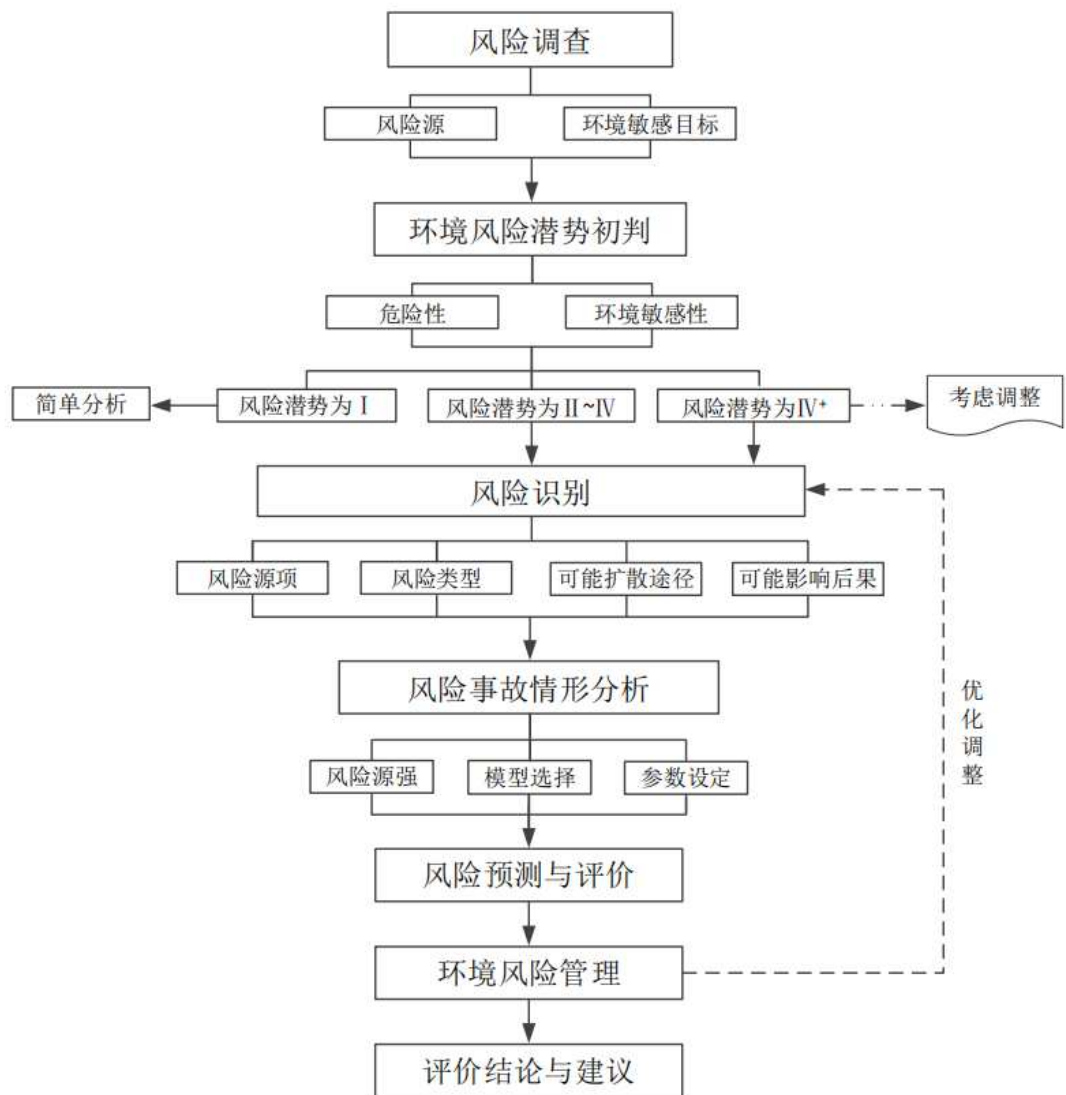 风险调查
风险源
环境敏感目标
环境风险潜势初判
危险性
环境敏感性
简单分析
风险潜势为Ⅰ
风险潜势为Ⅱ~Ⅳ
风险潜势为Ⅳ⁺
考虑调整
风险识别
风险源项
风险类型
可能扩散途径
可能影响后果
风险事故情形分析
优化调整
风险源强
模型选择
参数设定
风险预测与评价
环境风险管理
评价结论与建议